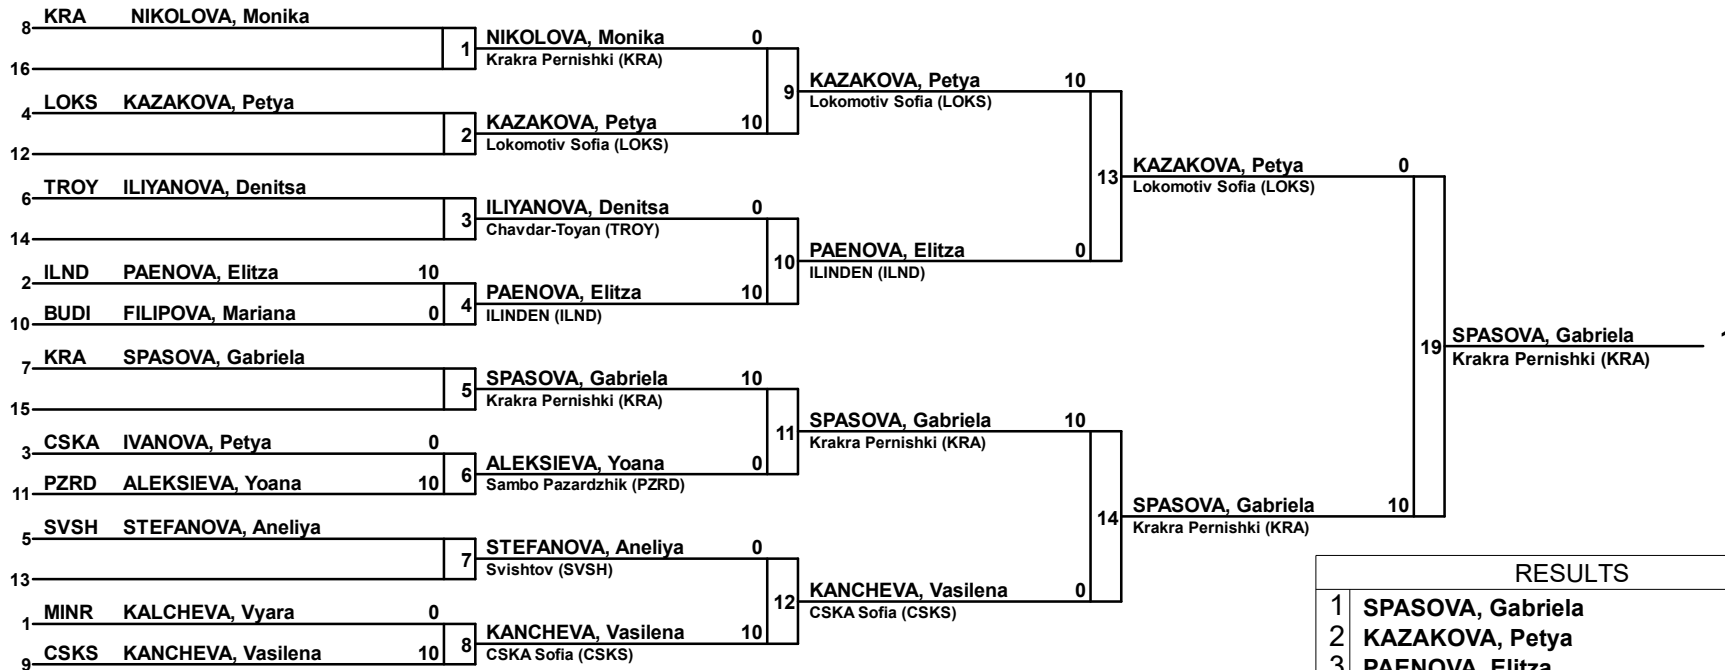 KRA NIKOLOVA, Monika
8
16
LOKS KAZAKOVA, Petya
4
12
TROY ILIYANOVA, Denitsa
6
14
ILND PAENOVA, Elitza 10
2
BUDI FILIPOVA, Mariana 0
10
KRA SPASOVA, Gabriela
7
15
CSKA IVANOVA, Petya 0
3
PZRD ALEKSIEVA, Yoana 10
11
SVSH STEFANOVA, Aneliya
5
13
MINR KALCHEVA, Vyara 0
1
CSKS KANCHEVA, Vasilena 10
9
1
NIKOLOVA, Monika 0
Krakra Pernishki (KRA)
2
KAZAKOVA, Petya 10
Lokomotiv Sofia (LOKS)
3
ILIYANOVA, Denitsa 0
Chavdar-Toyan (TROY)
4
PAENOVA, Elitza 10
ILINDEN (ILND)
5
SPASOVA, Gabriela 10
Krakra Pernishki (KRA)
6
ALEKSIEVA, Yoana 0
Sambo Pazardzhik (PZRD)
7
STEFANOVA, Aneliya 0
Svishtov (SVSH)
8
KANCHEVA, Vasilena 10
CSKA Sofia (CSKS)
9
KAZAKOVA, Petya 10
Lokomotiv Sofia (LOKS)
10
PAENOVA, Elitza 0
ILINDEN (ILND)
11
SPASOVA, Gabriela 10
Krakra Pernishki (KRA)
12
KANCHEVA, Vasilena 0
CSKA Sofia (CSKS)
13
KAZAKOVA, Petya 0
Lokomotiv Sofia (LOKS)
14
SPASOVA, Gabriela 10
Krakra Pernishki (KRA)
19
SPASOVA, Gabriela
Krakra Pernishki (KRA)
RESULTS
1 SPASOVA, Gabriela
2 KAZAKOVA, Petya
3 PAENOVA, Elitza